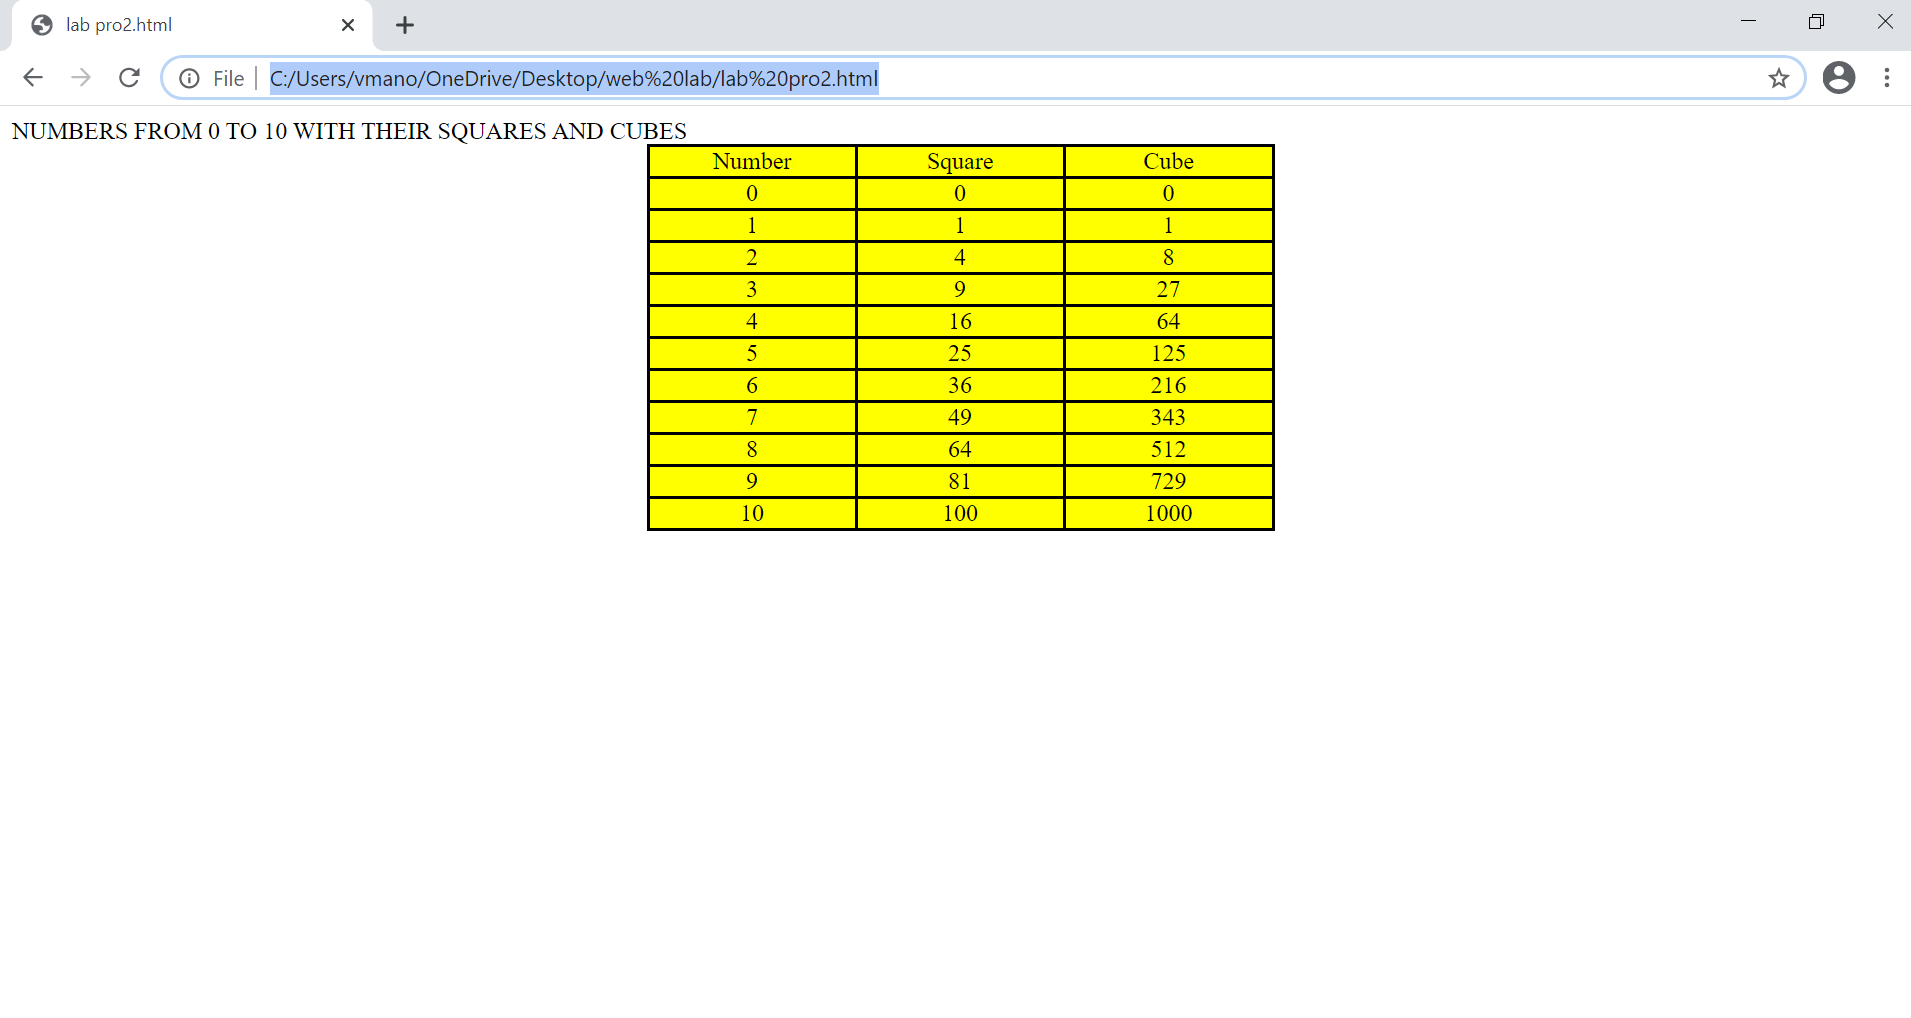 lab pro2.html
File C:/Users/vmano/OneDrive/Desktop/web%20lab/lab%20pro2.html
NUMBERS FROM 0 TO 10 WITH THEIR SQUARES AND CUBES
Number Square Cube
0 0 0
1 1 1
2 4 8
3 9 27
4 16 64
5 25 125
6 36 216
7 49 343
8 64 512
9 81 729
10 100 1000